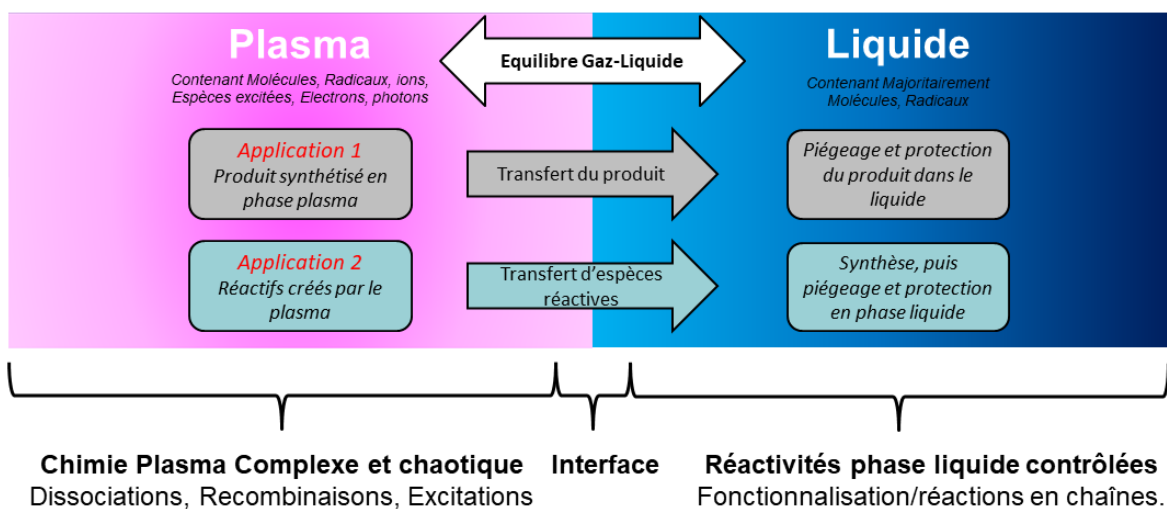 Plasma
Contenant Molécules, Radicaux, ions,
Espèces excitées, Electrons, photons
Equilibre Gaz-Liquide
Liquide
Contenant Majoritairement
Molécules, Radicaux
Application 1
Produit synthétisé en
phase plasma
Transfert du produit
Piégeage et protection
du produit dans le
liquide
Application 2
Réactifs créés par le
plasma
Transfert d'espèces
réactives
Synthèse, puis
piégeage et protection
en phase liquide
Chimie Plasma Complexe et chaotique
Dissociations, Recombinaisons, Excitations
Interface
Réactivités phase liquide contrôlées
Fonctionnalisation/réactions en chaînes.